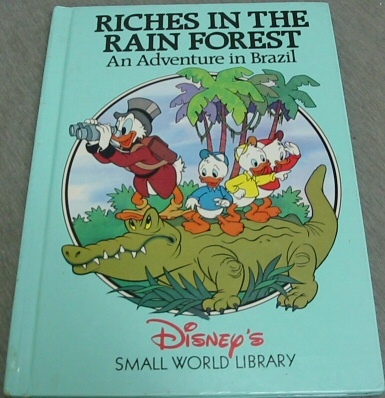 RICHES IN THE
RAIN FOREST
An Adventure in Brazil
DISNEY'S
SMALL WORLD LIBRARY